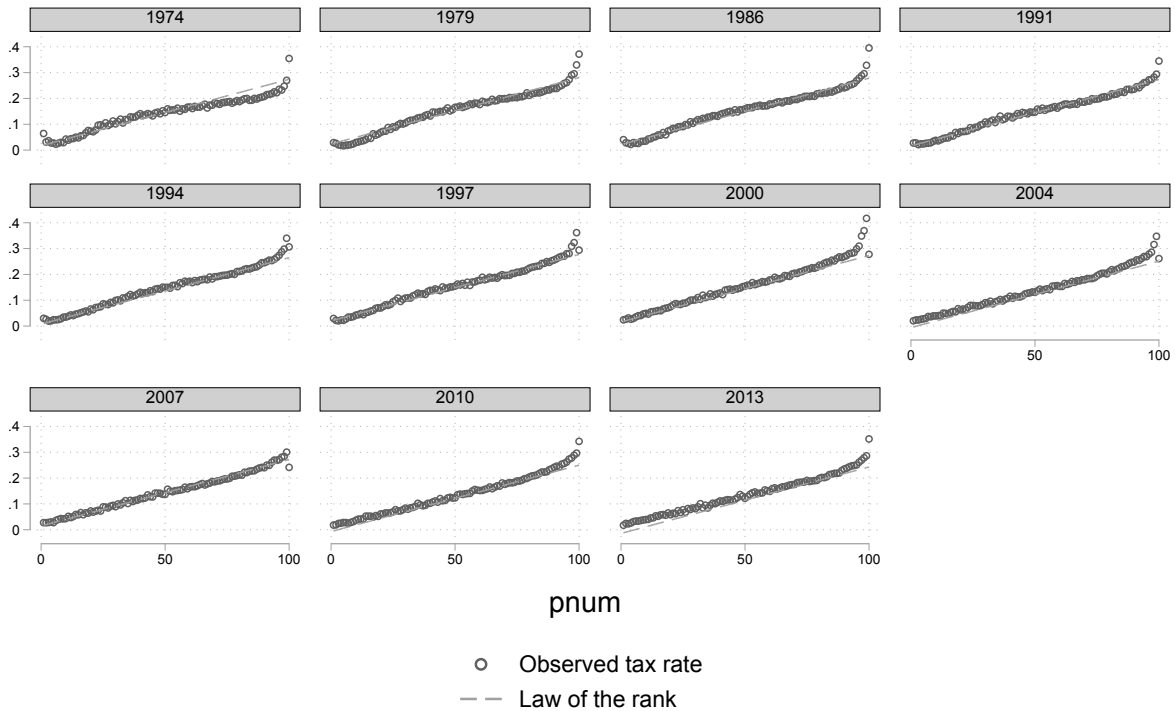 1974 1979 1986 1991
.4
.3
.2
.1
0
1994 1997 2000 2004
.4
.3
.2
.1
0
0 50 100
2007 2010 2013
.4
.3
.2
.1
0
0 50 100 0 50 100 0 50 100
pnum
Observed tax rate
Law of the rank